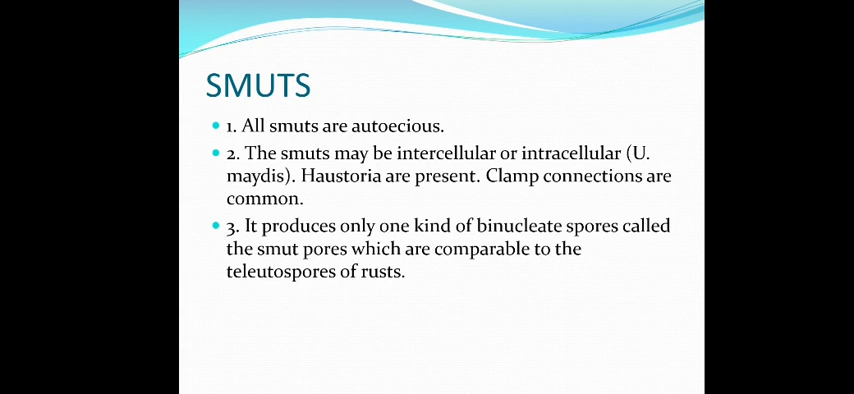 SMUTS
• 1. All smuts are autoecious.
• 2. The smuts may be intercellular or intracellular (U.
maydis). Haustoria are present. Clamp connections are
common.
• 3. It produces only one kind of binucleate spores called
the smut pores which are comparable to the
teleutospores of rusts.